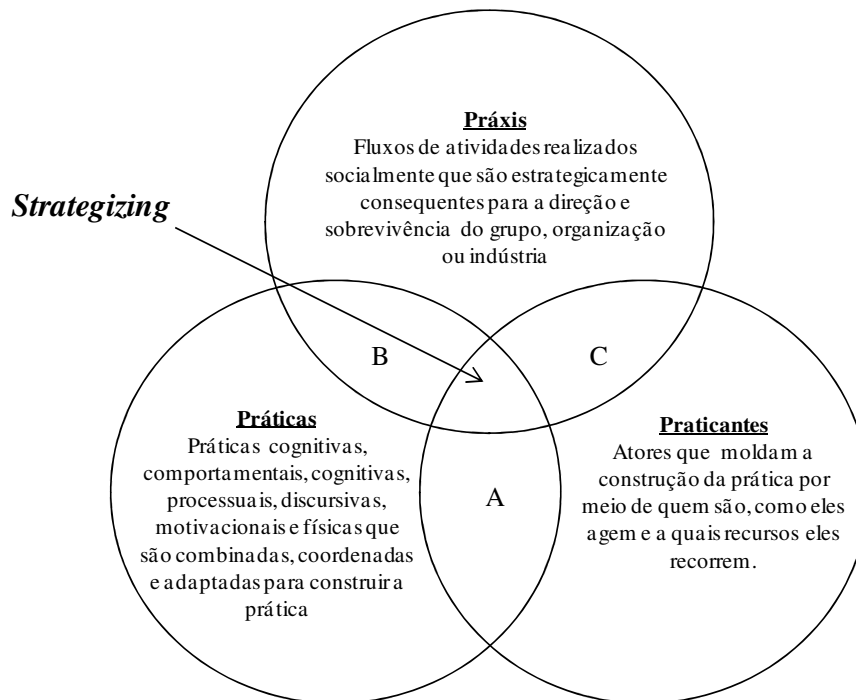 Práxis
Fluxos de atividades realizados
socialmente que são estrategicamente
consequentes para a direção e
sobrevivência do grupo, organização
ou indústria
Strategizing
B
C
Práticas
Práticas cognitivas,
comportamentais, cognitivas,
processuais, discursivas,
motivacionais e físicas que
são combinadas, coordenadas
e adaptadas para construir a
prática
Praticantes
Atores que moldam a
construção da prática por
meio de quem são, como eles
agem e a quais recursos eles
recorrem.
A